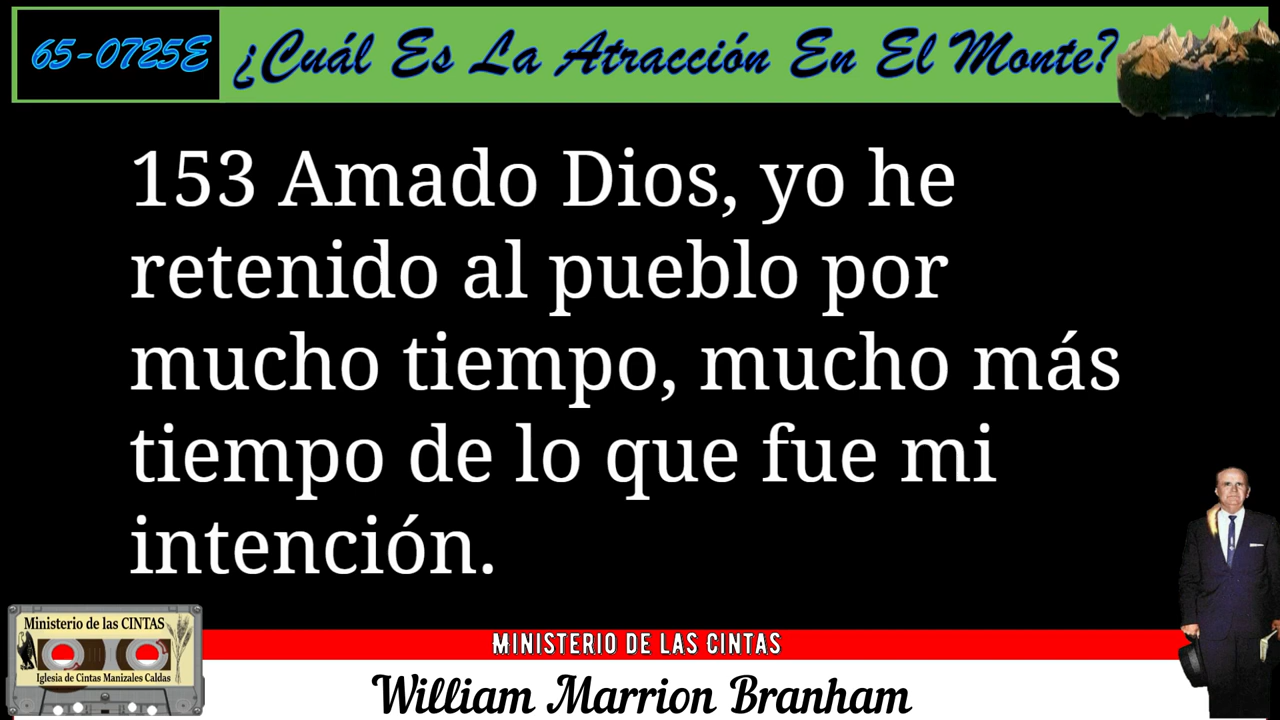 65-0725E ¿Cuál Es La Atracción En El Monte?
153 Amado Dios, yo he
retenido al pueblo por
mucho tiempo, mucho más
tiempo de lo que fue mi
intención.
Ministerio de las CINTAS
Iglesia de Cintas Manizales Caldas
MINISTERIO DE LAS CINTAS
William Marrion Branham